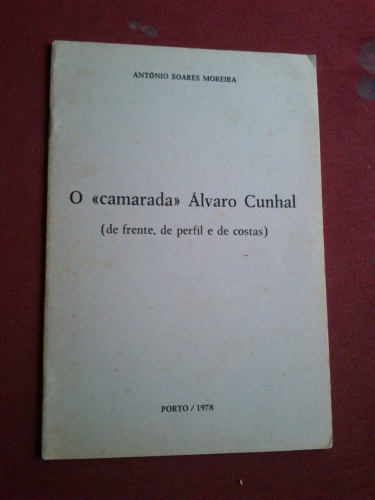 ANTÓNIO SOARES MOREIRA
O «camarada» Álvaro Cunhal
(de frente, de perfil e de costas)
PORTO / 1978